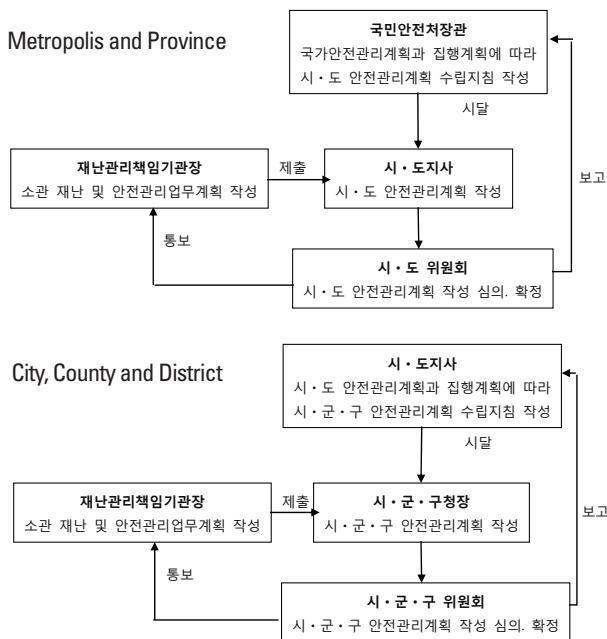 Metropolis and Province
국민안전처장관
국가안전관리계획과 집행계획에 따라
시・도 안전관리계획 수립지침 작성
시달
재난관리책임기관장
소관 재난 및 안전관리업무계획 작성
제출
시・도지사
시・도 안전관리계획 작성
보고
통보
시・도 위원회
시・도 안전관리계획 작성 심의. 확정
City, County and District
시・도지사
시・도 안전관리계획과 집행계획에 따라
시・군・구 안전관리계획 수립지침 작성
시달
재난관리책임기관장
소관 재난 및 안전관리업무계획 작성
제출
시・군・구청장
시・군・구 안전관리계획 작성
보고
통보
시・군・구 위원회
시・군・구 안전관리계획 작성 심의. 확정